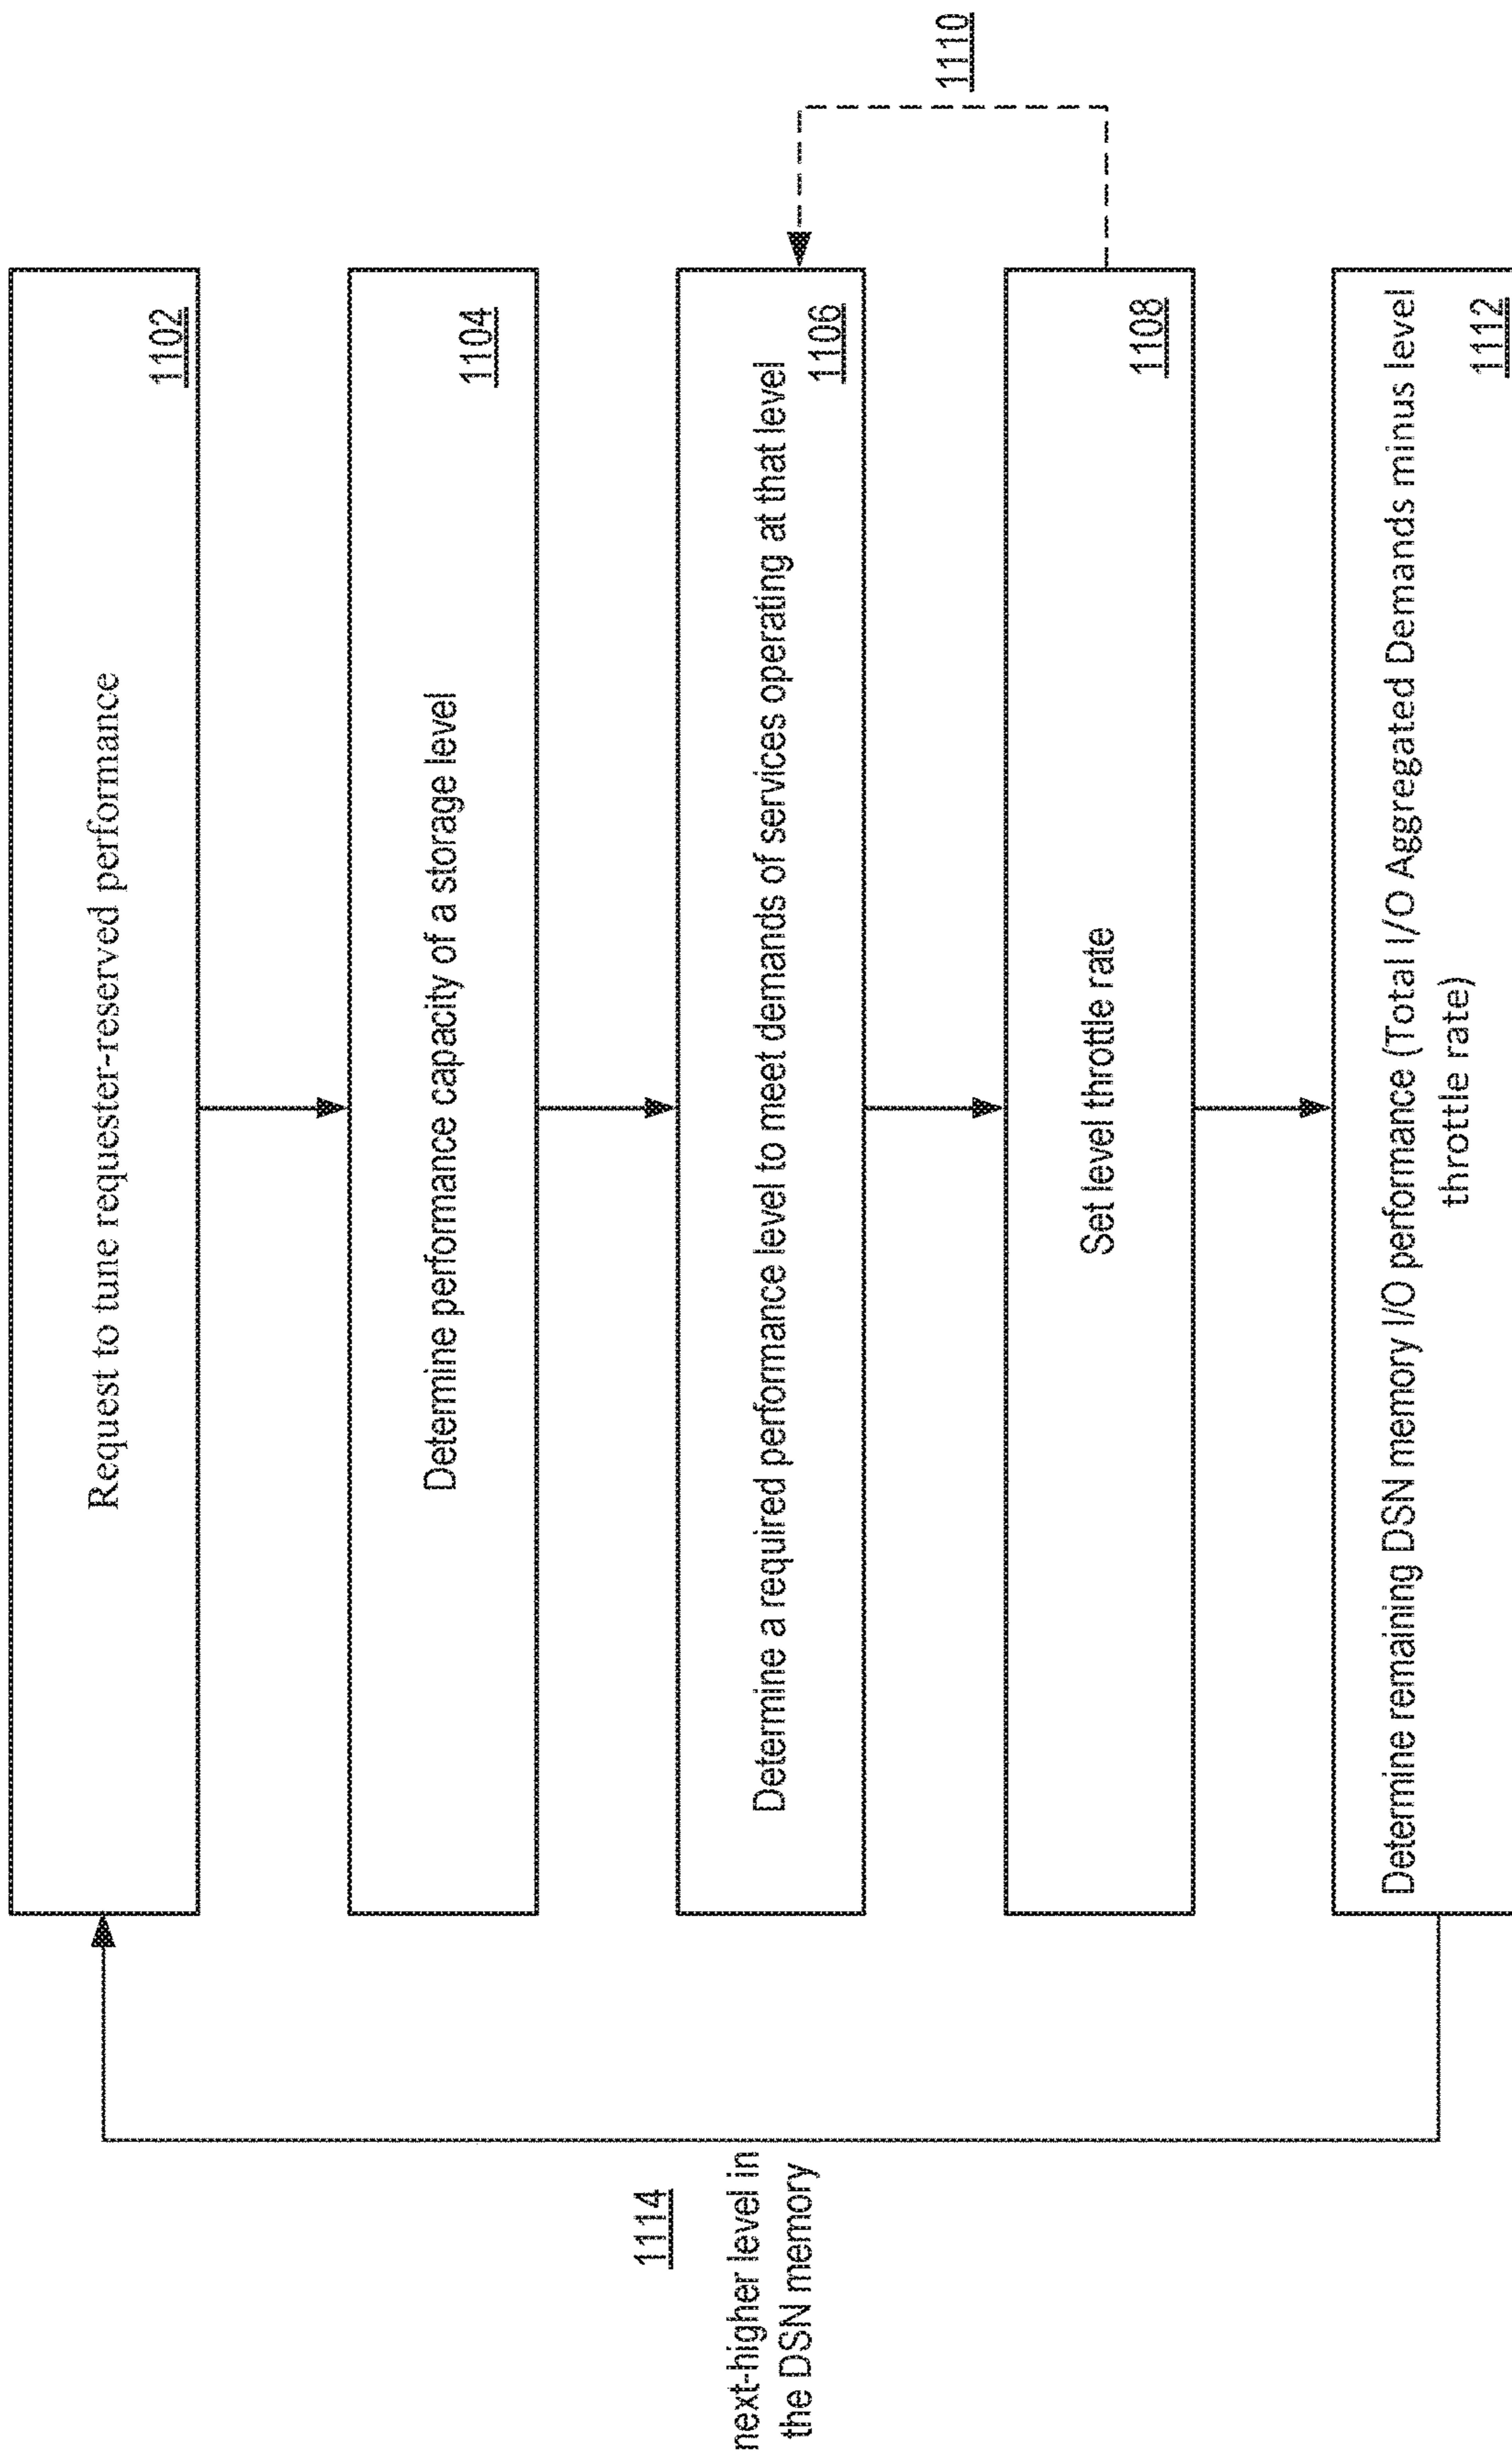 Request to tune requester-reserved performance
1102
Determine performance capacity of a storage level
1104
Determine a required performance level to meet demands of services operating at that level
1106
Set level throttle rate
1108
1110
Determine remaining DSN memory I/O performance (Total I/O Aggregated Demands minus level
throttle rate)
1112
1114
next-higher level in
the DSN memory